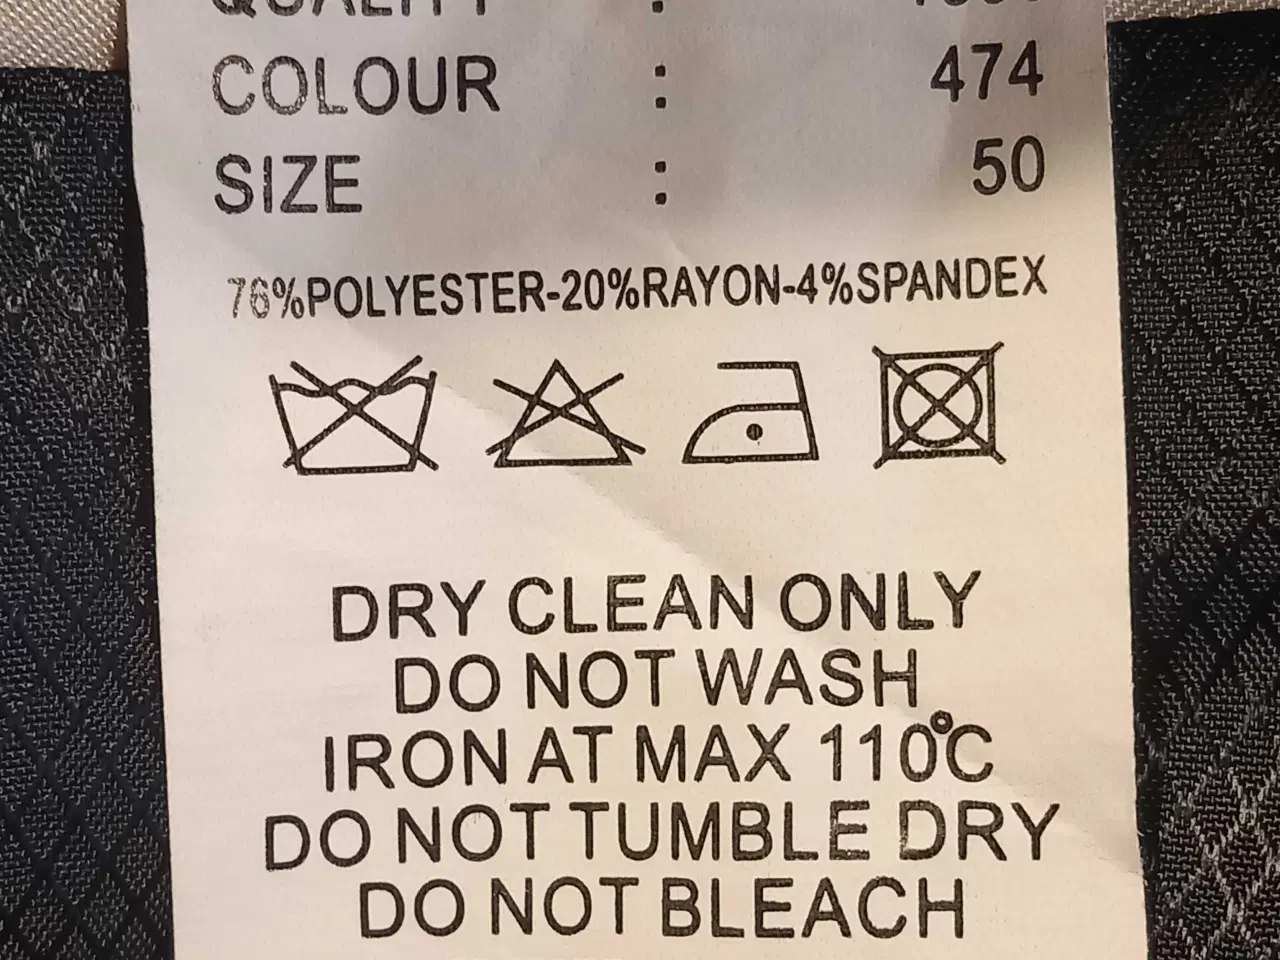 QUALITY :
COLOUR : 474
SIZE : 50
76%POLYESTER-20%RAYON-4%SPANDEX
DRY CLEAN ONLY
DO NOT WASH
IRON AT MAX 110°C
DO NOT TUMBLE DRY
DO NOT BLEACH